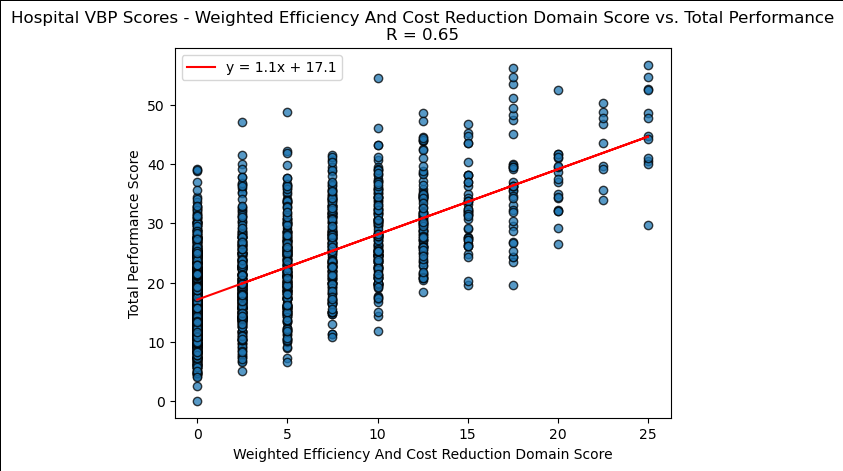 Hospital VBP Scores - Weighted Efficiency And Cost Reduction Domain Score vs. Total Performance
R = 0.65
y = 1.1x + 17.1
Total Performance Score
50
40
30
20
10
0
0 5 10 15 20 25
Weighted Efficiency And Cost Reduction Domain Score